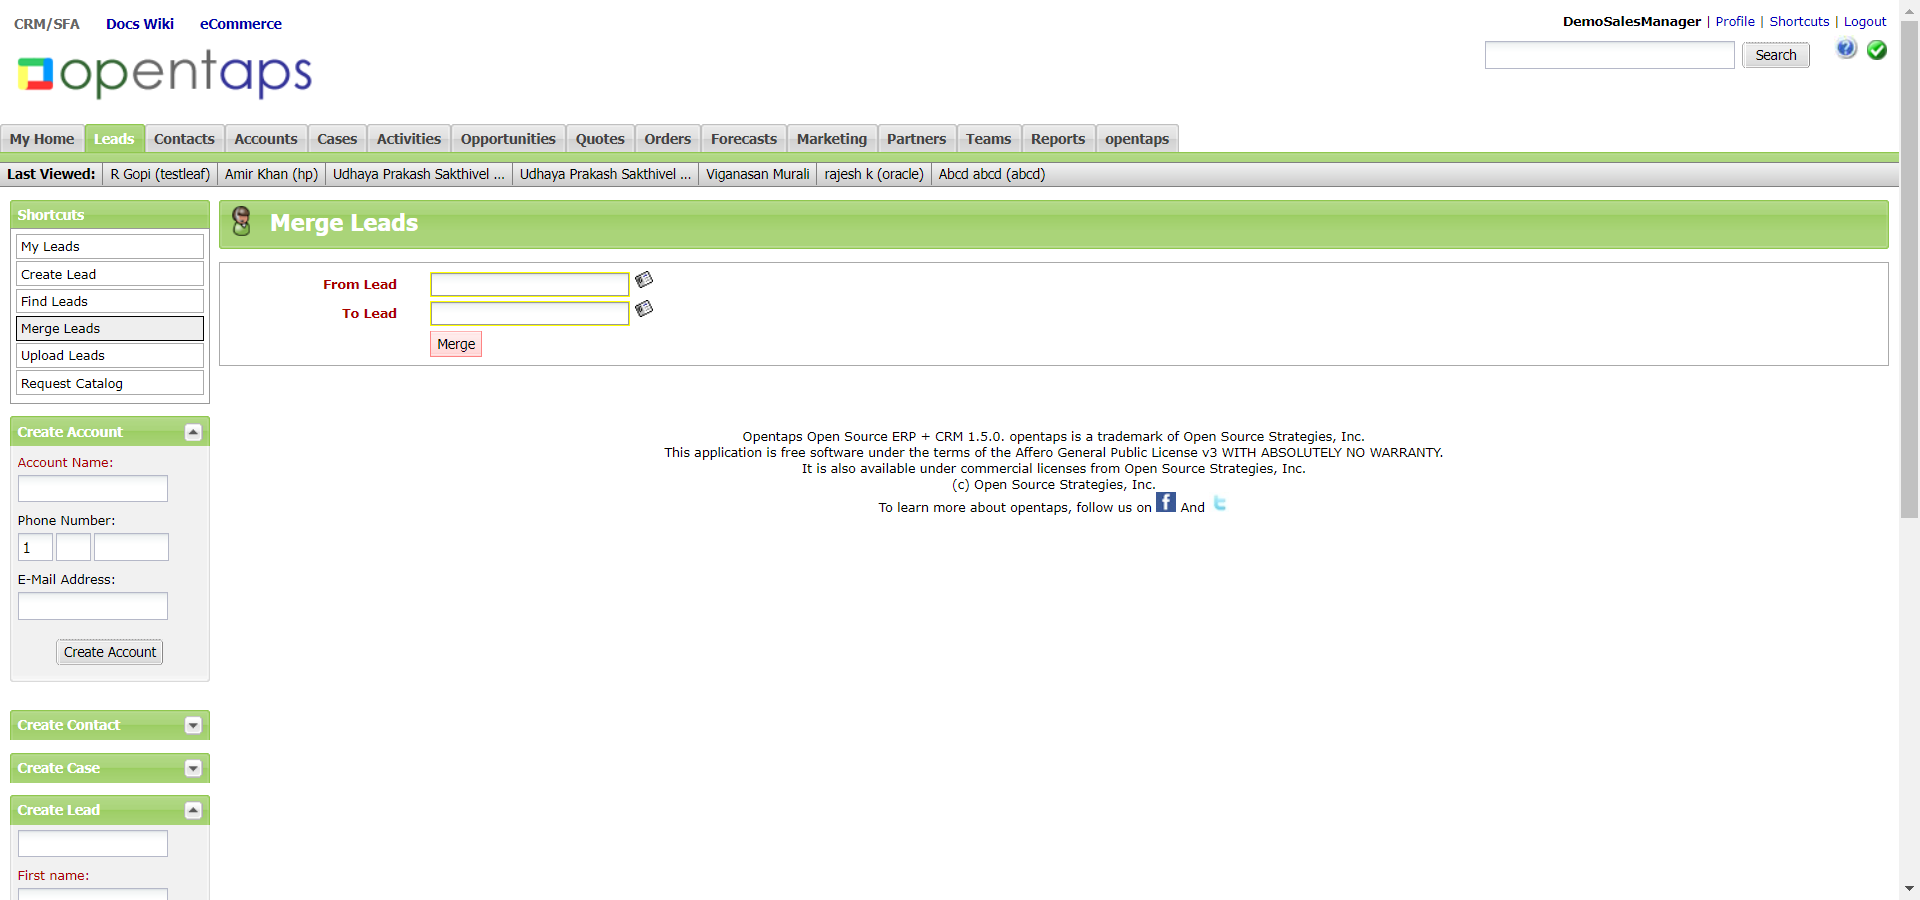 CRM/SFA Docs Wiki eCommerce
DemoSalesManager | Profile | Shortcuts | Logout
opentaps
Search
My Home Leads Contacts Accounts Cases Activities Opportunities Quotes Orders Forecasts Marketing Partners Teams Reports opentaps
Last Viewed: R Gopi (testleaf) Amir Khan (hp) Udhaya Prakash Sakthivel ... Udhaya Prakash Sakthivel ... Viganasan Murali rajesh k (oracle) Abcd abcd (abcd)
Shortcuts
My Leads
Create Lead
Find Leads
Merge Leads
Upload Leads
Request Catalog
Merge Leads
From Lead
To Lead
Merge
Create Account
Account Name:
Phone Number:
1
E-Mail Address:
Create Account
Create Contact
Create Case
Create Lead
First name:
Opentaps Open Source ERP + CRM 1.5.0. opentaps is a trademark of Open Source Strategies, Inc.
This application is free software under the terms of the Affero General Public License v3 WITH ABSOLUTELY NO WARRANTY.
It is also available under commercial licenses from Open Source Strategies, Inc.
(c) Open Source Strategies, Inc.
To learn more about opentaps, follow us on f And t